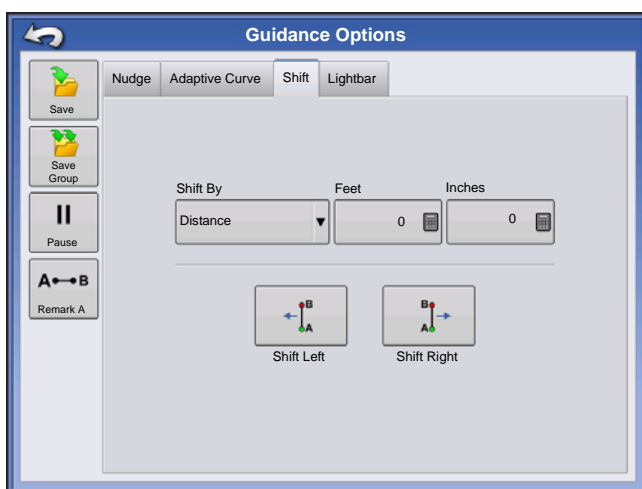 Guidance Options
Nudge Adaptive Curve Shift Lightbar
Save
Save
Group
Pause
A B
Remark A
Shift By Feet Inches
Distance 0 0
B
A
Shift Left
B
A
Shift Right